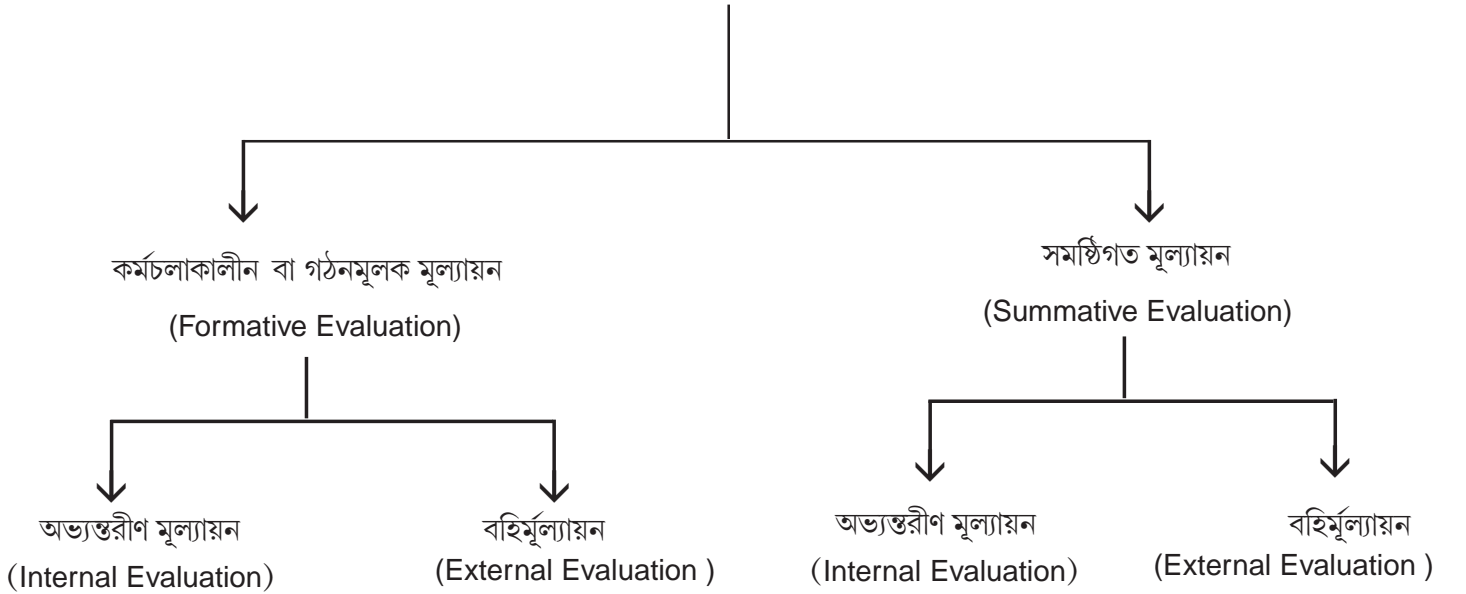 কর্মচলাকালীন বা গঠনমূলক মূল্যায়ন
(Formative Evaluation)
সমষ্ঠিগত মূল্যায়ন
(Summative Evaluation)
অভ্যন্তরীণ মূল্যায়ন
(Internal Evaluation)
বহির্মূল্যায়ন
(External Evaluation )
অভ্যন্তরীণ মূল্যায়ন
(Internal Evaluation)
বহির্মূল্যায়ন
(External Evaluation )